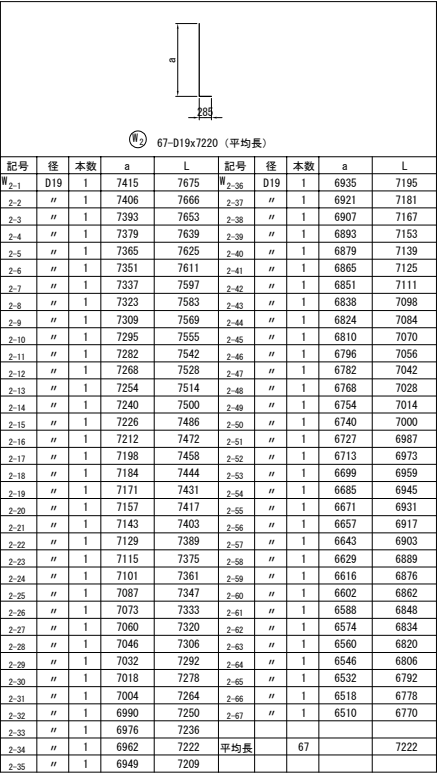 a
285
W2 67-D19x7220 (平均長)
記号 径 本数 a L 記号 径 本数 a L
W2-1 D19 1 7415 7675 W2-36 D19 1 6935 7195
2-2 〃 1 7406 7666 2-37 〃 1 6921 7181
2-3 〃 1 7393 7653 2-38 〃 1 6907 7167
2-4 〃 1 7379 7639 2-39 〃 1 6893 7153
2-5 〃 1 7365 7625 2-40 〃 1 6879 7139
2-6 〃 1 7351 7611 2-41 〃 1 6865 7125
2-7 〃 1 7337 7597 2-42 〃 1 6851 7111
2-8 〃 1 7323 7583 2-43 〃 1 6838 7098
2-9 〃 1 7309 7569 2-44 〃 1 6824 7084
2-10 〃 1 7295 7555 2-45 〃 1 6810 7070
2-11 〃 1 7282 7542 2-46 〃 1 6796 7056
2-12 〃 1 7268 7528 2-47 〃 1 6782 7042
2-13 〃 1 7254 7514 2-48 〃 1 6768 7028
2-14 〃 1 7240 7500 2-49 〃 1 6754 7014
2-15 〃 1 7226 7486 2-50 〃 1 6740 7000
2-16 〃 1 7212 7472 2-51 〃 1 6727 6987
2-17 〃 1 7198 7458 2-52 〃 1 6713 6973
2-18 〃 1 7184 7444 2-53 〃 1 6699 6959
2-19 〃 1 7171 7431 2-54 〃 1 6685 6945
2-20 〃 1 7157 7417 2-55 〃 1 6671 6931
2-21 〃 1 7143 7403 2-56 〃 1 6657 6917
2-22 〃 1 7129 7389 2-57 〃 1 6643 6903
2-23 〃 1 7115 7375 2-58 〃 1 6629 6889
2-24 〃 1 7101 7361 2-59 〃 1 6616 6876
2-25 〃 1 7087 7347 2-60 〃 1 6602 6862
2-26 〃 1 7073 7333 2-61 〃 1 6588 6848
2-27 〃 1 7060 7320 2-62 〃 1 6574 6834
2-28 〃 1 7046 7306 2-63 〃 1 6560 6820
2-29 〃 1 7032 7292 2-64 〃 1 6546 6806
2-30 〃 1 7018 7278 2-65 〃 1 6532 6792
2-31 〃 1 7004 7264 2-66 〃 1 6518 6778
2-32 〃 1 6990 7250 2-67 〃 1 6510 6770
2-33 〃 1 6976 7236
2-34 〃 1 6962 7222 平均長 67 7222
2-35 〃 1 6949 7209